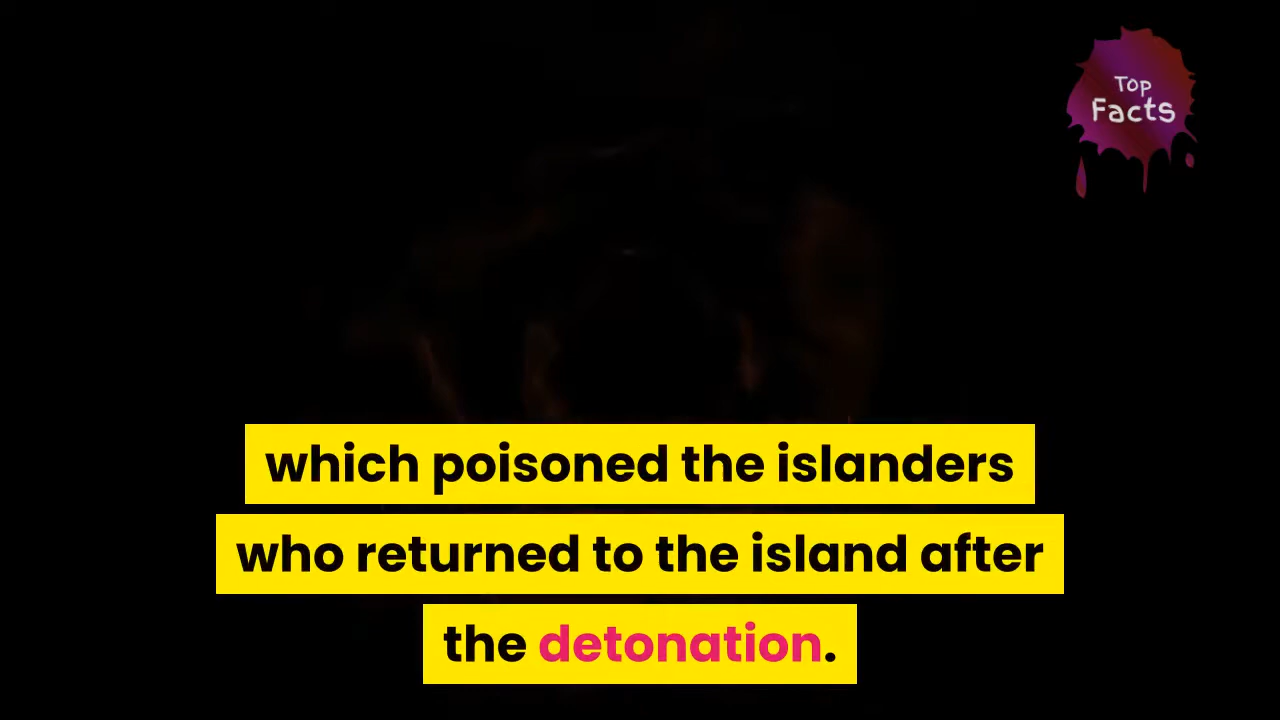 Top
Facts
which poisoned the islanders
who returned to the island after
the detonation.